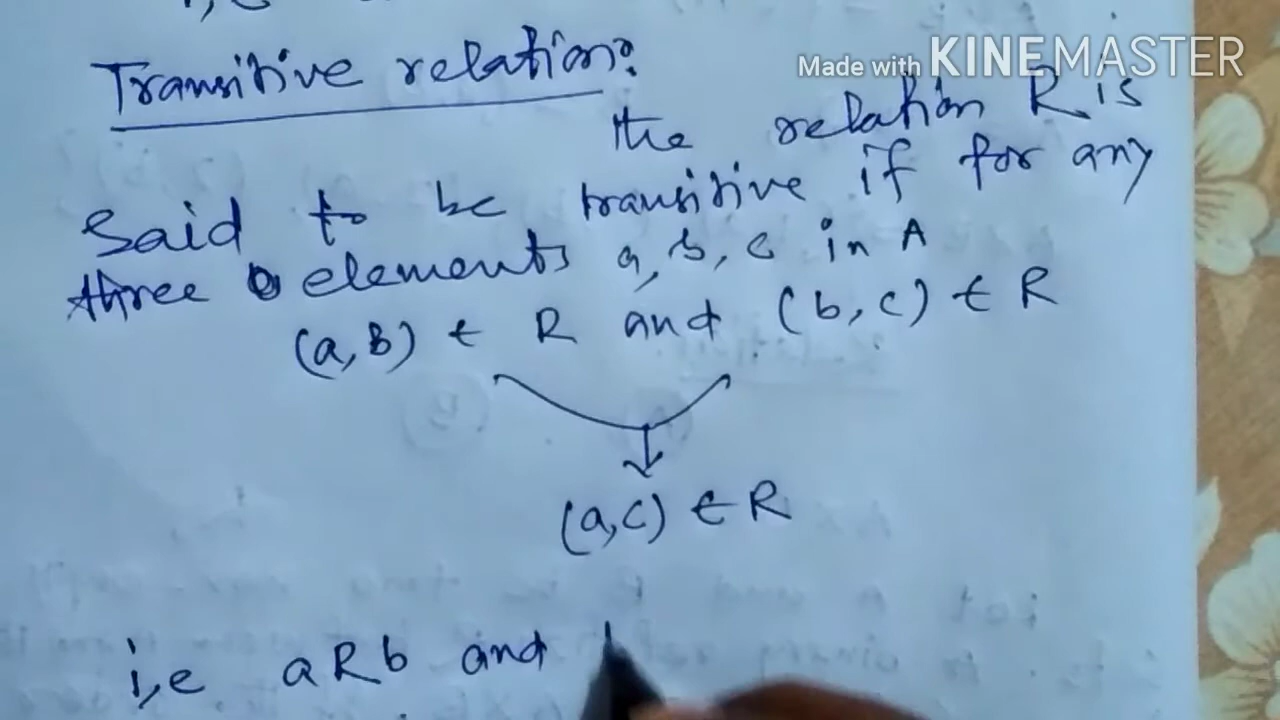 Made with KINEMASTER
Transitive relation:
the relation R is
Said to be transitive if for any
three elements a, b, c in A
(a, B) ∈ R and (b, c) ∈ R
(a, c) ∈ R
i,e aRb and